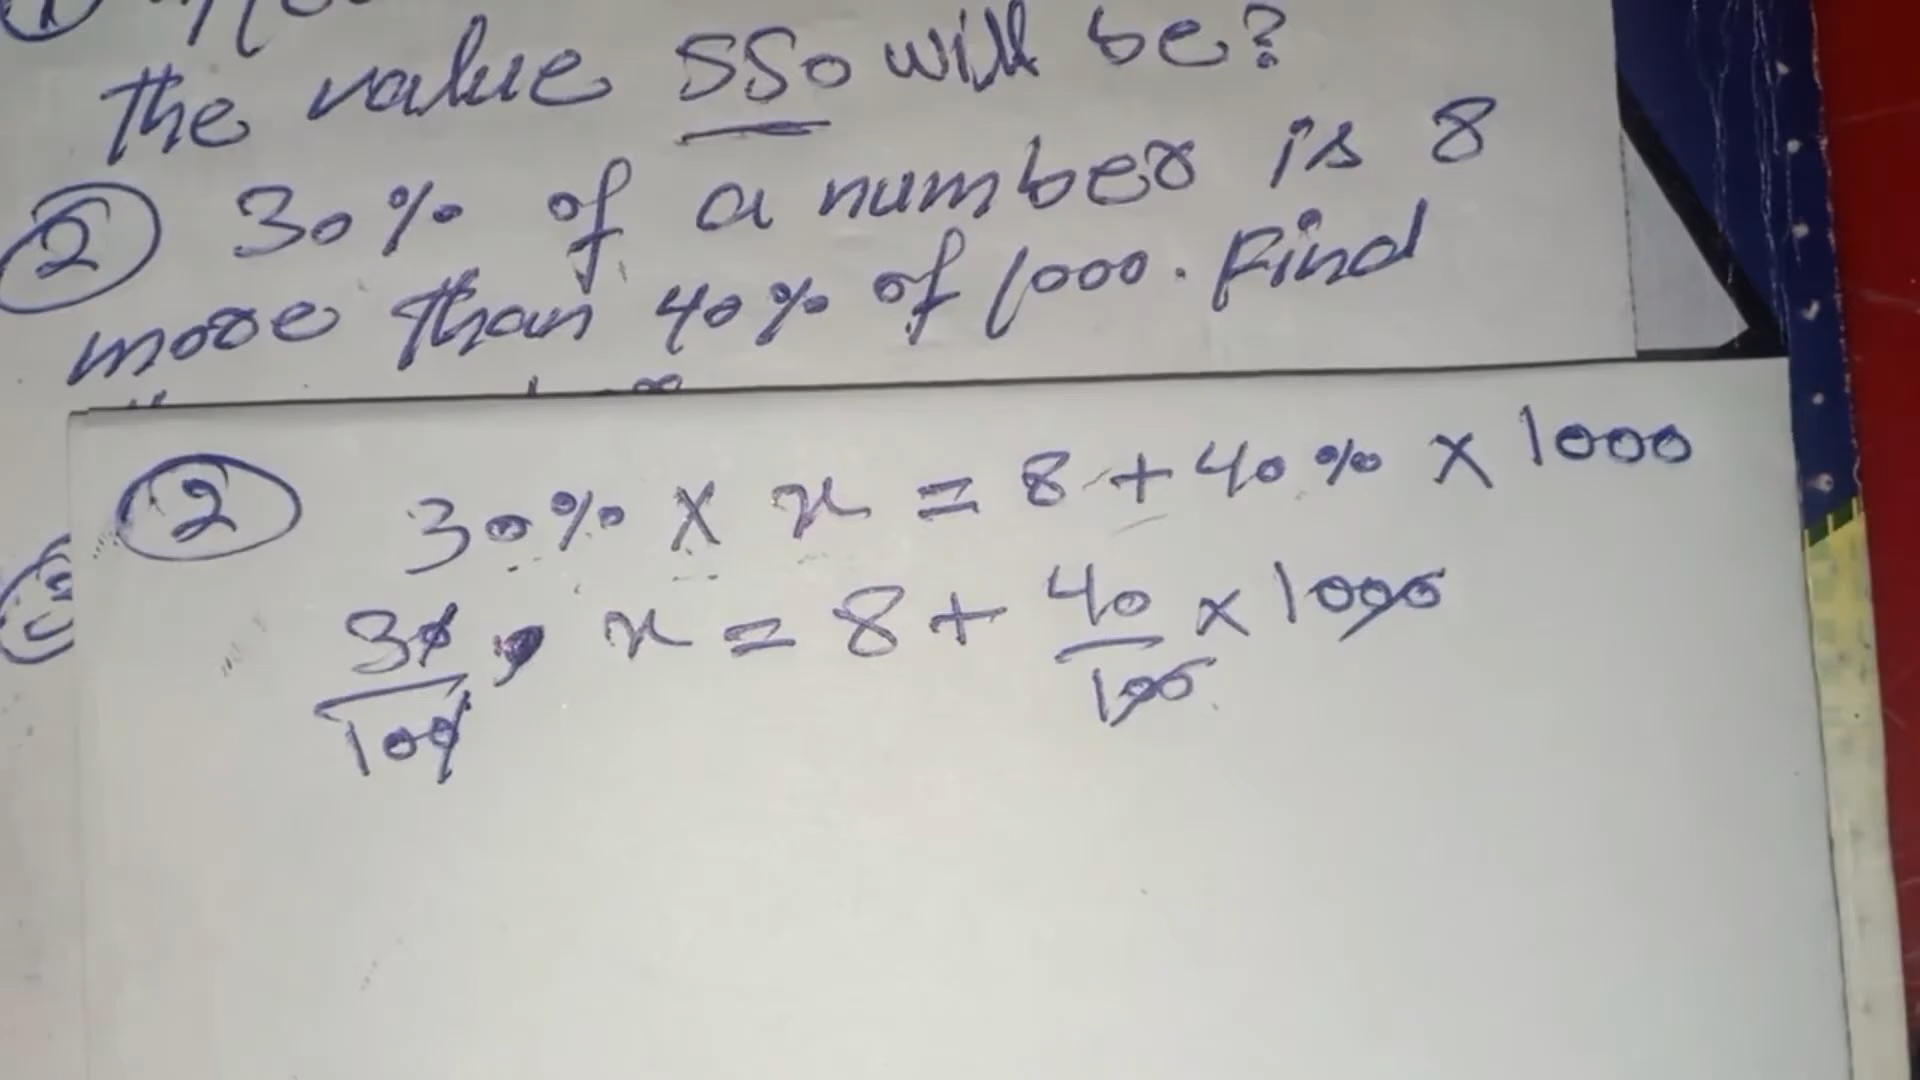 the value 550 will be?
② 30% of a number is 8
more than 40% of 1000. Find
② 30% × x = 8 + 40% × 1000
30/100 , x = 8 + 40/100 × 1000